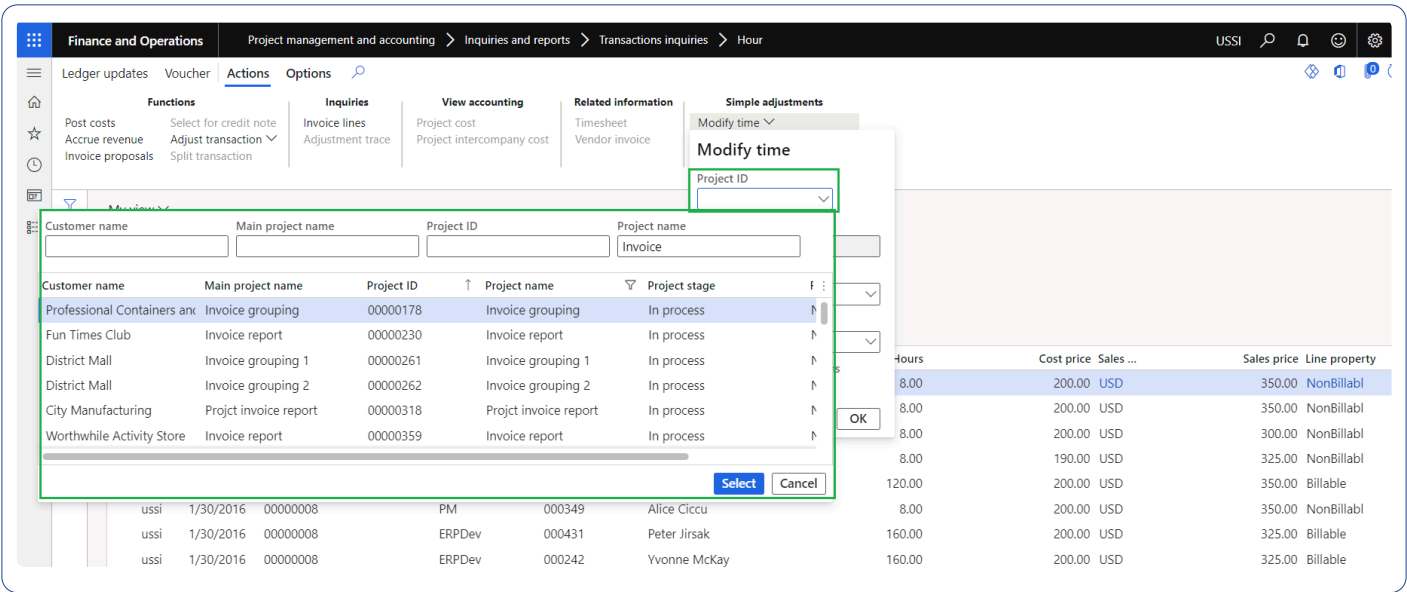 Finance and Operations Project management and accounting Inquiries and reports Transactions inquiries Hour USSI
Ledger updates Voucher Actions Options 0
Functions Inquiries View accounting Related information Simple adjustments
Post costs Select for credit note Invoice lines Project cost Timesheet Modify time
Accrue revenue Adjust transaction Adjustment trace Project intercompany cost Vendor invoice
Invoice proposals Split transaction
Modify time
Project ID
My view
Customer name Main project name Project ID Project name
Invoice
Customer name Main project name Project ID Project name Project stage
Professional Containers and Invoice grouping 00000178 Invoice grouping In process N
Fun Times Club Invoice report 00000230 Invoice report In process N
District Mall Invoice grouping 1 00000261 Invoice grouping 1 In process N
Hours Cost price Sales ... Sales price Line property
District Mall Invoice grouping 2 00000262 Invoice grouping 2 In process N 8.00 200.00 USD 350.00 NonBillabl
City Manufacturing Projct invoice report 00000318 Projct invoice report In process N 8.00 200.00 USD 350.00 NonBillabl
OK
Worthwhile Activity Store Invoice report 00000359 Invoice report In process N 8.00 200.00 USD 300.00 NonBillabl
8.00 190.00 USD 325.00 NonBillabl
Select Cancel 120.00 200.00 USD 350.00 Billable
ussi 1/30/2016 00000008 PM 000349 Alice Ciccu 8.00 200.00 USD 350.00 NonBillabl
ussi 1/30/2016 00000008 ERPDev 000431 Peter Jirsak 160.00 200.00 USD 325.00 Billable
ussi 1/30/2016 00000008 ERPDev 000242 Yvonne McKay 160.00 200.00 USD 325.00 Billable